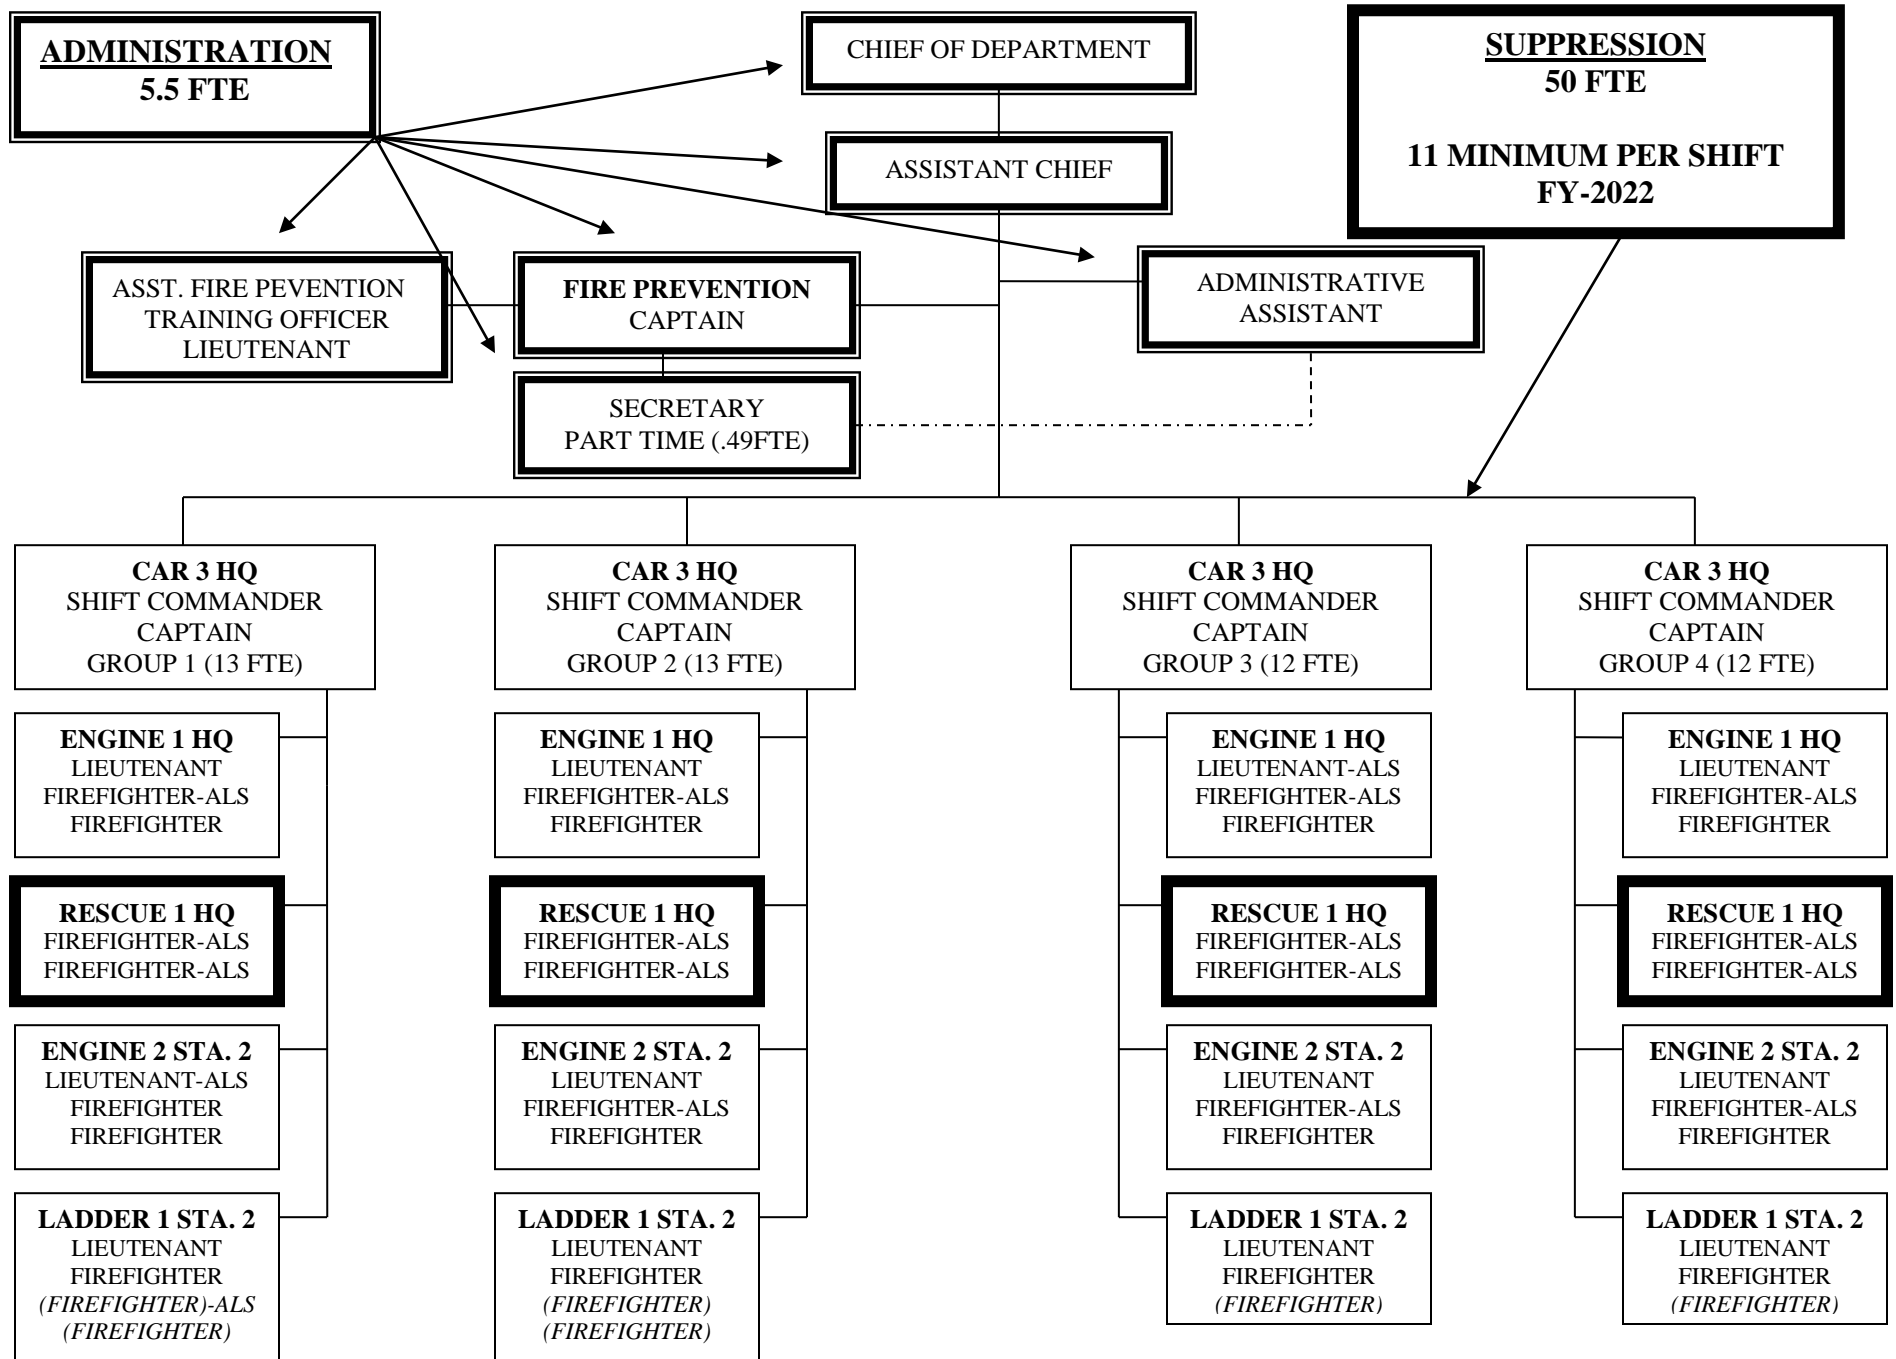 ADMINISTRATION
5.5 FTE
CHIEF OF DEPARTMENT
SUPPRESSION
50 FTE
11 MINIMUM PER SHIFT
FY-2022
ASSISTANT CHIEF
ASST. FIRE PEVENTION
TRAINING OFFICER
LIEUTENANT
FIRE PREVENTION
CAPTAIN
ADMINISTRATIVE
ASSISTANT
SECRETARY
PART TIME (.49FTE)
CAR 3 HQ
SHIFT COMMANDER
CAPTAIN
GROUP 1 (13 FTE)
CAR 3 HQ
SHIFT COMMANDER
CAPTAIN
GROUP 2 (13 FTE)
CAR 3 HQ
SHIFT COMMANDER
CAPTAIN
GROUP 3 (12 FTE)
CAR 3 HQ
SHIFT COMMANDER
CAPTAIN
GROUP 4 (12 FTE)
ENGINE 1 HQ
LIEUTENANT
FIREFIGHTER-ALS
FIREFIGHTER
ENGINE 1 HQ
LIEUTENANT
FIREFIGHTER-ALS
FIREFIGHTER
ENGINE 1 HQ
LIEUTENANT-ALS
FIREFIGHTER-ALS
FIREFIGHTER
ENGINE 1 HQ
LIEUTENANT
FIREFIGHTER-ALS
FIREFIGHTER
RESCUE 1 HQ
FIREFIGHTER-ALS
FIREFIGHTER-ALS
RESCUE 1 HQ
FIREFIGHTER-ALS
FIREFIGHTER-ALS
RESCUE 1 HQ
FIREFIGHTER-ALS
FIREFIGHTER-ALS
RESCUE 1 HQ
FIREFIGHTER-ALS
FIREFIGHTER-ALS
ENGINE 2 STA. 2
LIEUTENANT-ALS
FIREFIGHTER
FIREFIGHTER
ENGINE 2 STA. 2
LIEUTENANT
FIREFIGHTER-ALS
FIREFIGHTER
ENGINE 2 STA. 2
LIEUTENANT
FIREFIGHTER-ALS
FIREFIGHTER
ENGINE 2 STA. 2
LIEUTENANT
FIREFIGHTER-ALS
FIREFIGHTER
LADDER 1 STA. 2
LIEUTENANT
FIREFIGHTER
(FIREFIGHTER)-ALS
(FIREFIGHTER)
LADDER 1 STA. 2
LIEUTENANT
FIREFIGHTER
(FIREFIGHTER)
(FIREFIGHTER)
LADDER 1 STA. 2
LIEUTENANT
FIREFIGHTER
(FIREFIGHTER)
LADDER 1 STA. 2
LIEUTENANT
FIREFIGHTER
(FIREFIGHTER)